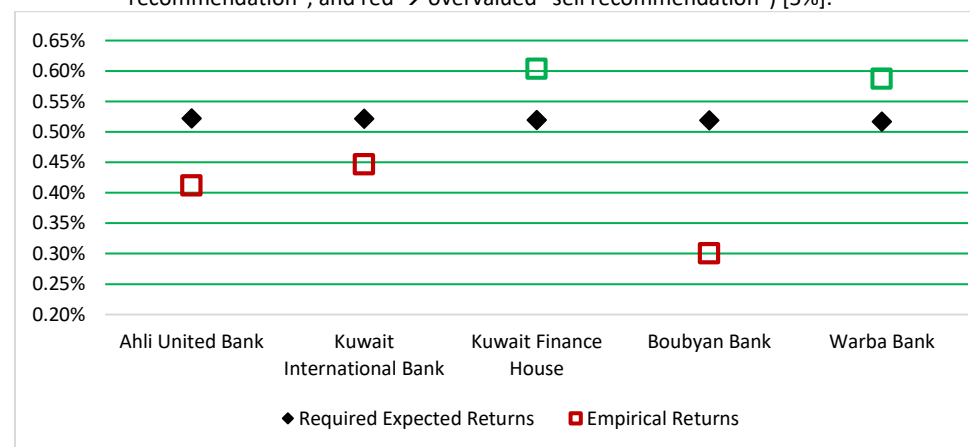 recommendation", and red → overvalued "sell recommendation") [5%].
0.65%
0.60%
0.55%
0.50%
0.45%
0.40%
0.35%
0.30%
0.25%
0.20%
Ahli United Bank
Kuwait
International Bank
Kuwait Finance
House
Boubyan Bank
Warba Bank
Required Expected Returns
Empirical Returns